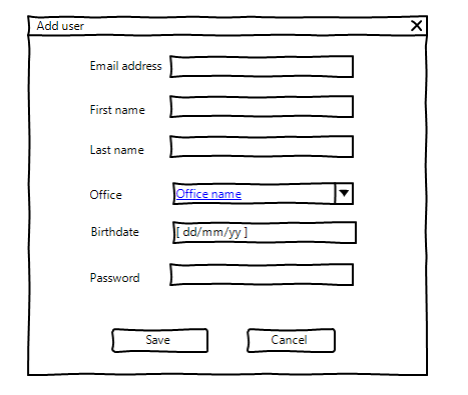 Add user
Email address
First name
Last name
Office Office name
Birthdate [ dd/mm/yy ]
Password
Save Cancel